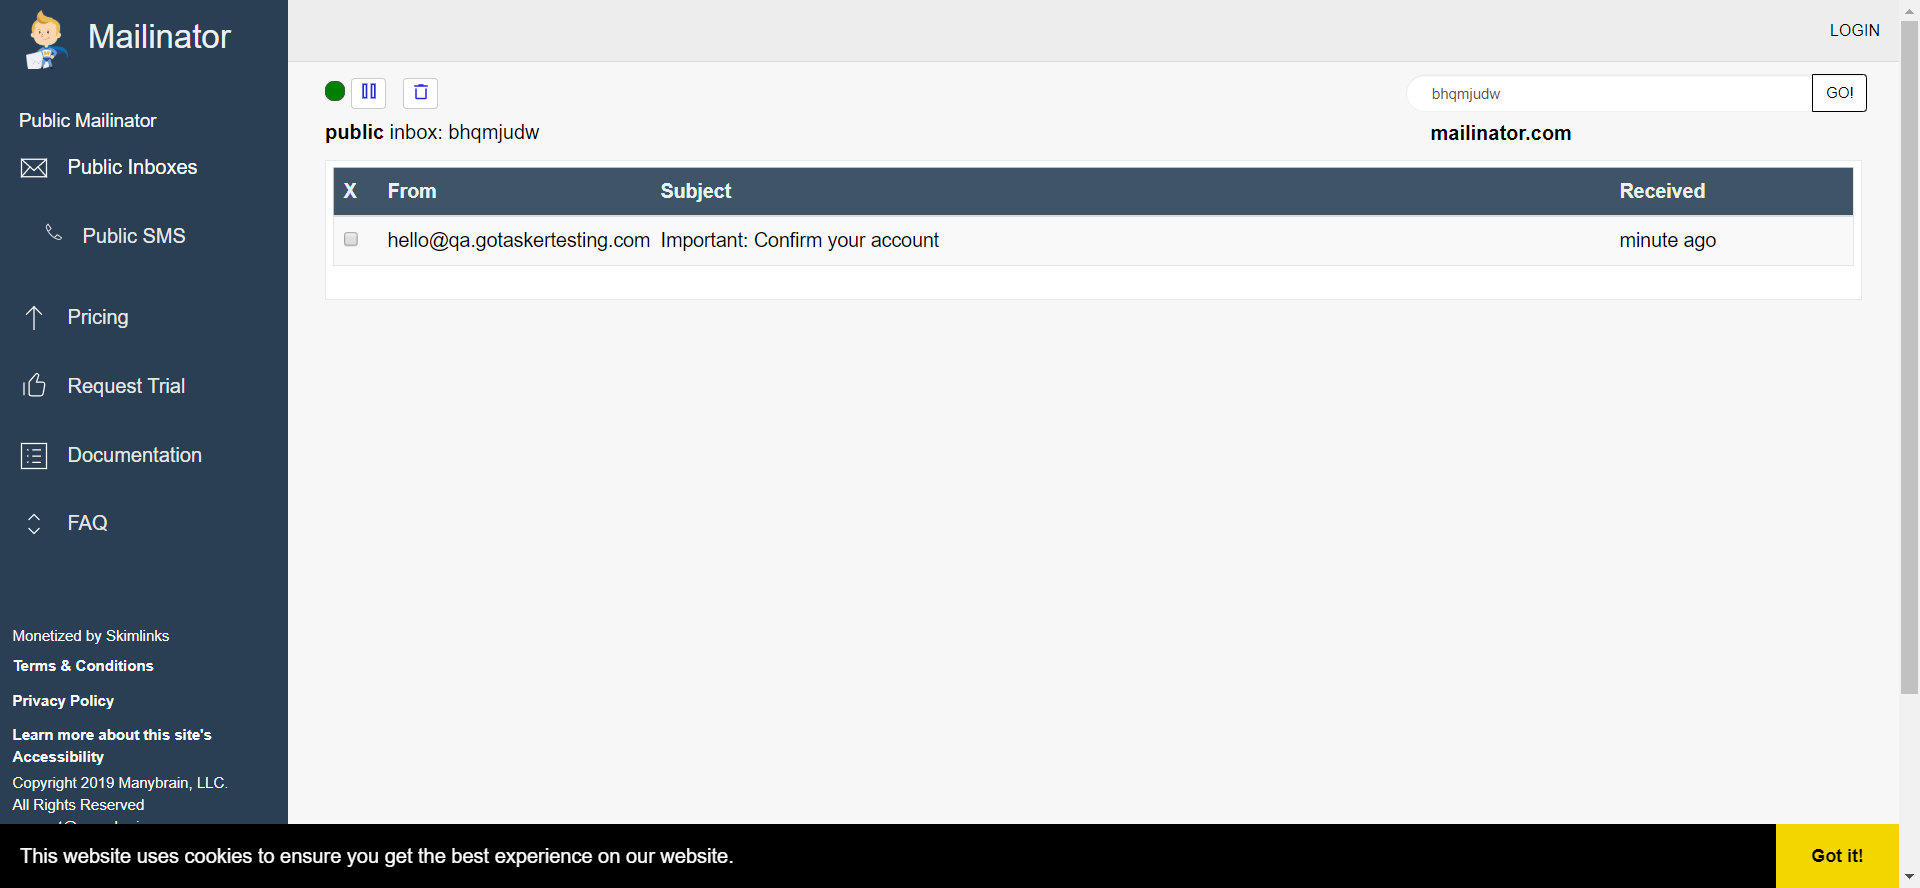 Mailinator
LOGIN
Public Mailinator
Public Inboxes
Public SMS
Pricing
Request Trial
Documentation
FAQ
Monetized by Skimlinks
Terms & Conditions
Privacy Policy
Learn more about this site's
Accessibility
Copyright 2019 Manybrain, LLC.
All Rights Reserved
bhqmjudw
GO!
public inbox: bhqmjudw
mailinator.com
X From Subject Received
hello@qa.gotaskertesting.com Important: Confirm your account minute ago
This website uses cookies to ensure you get the best experience on our website.
Got it!